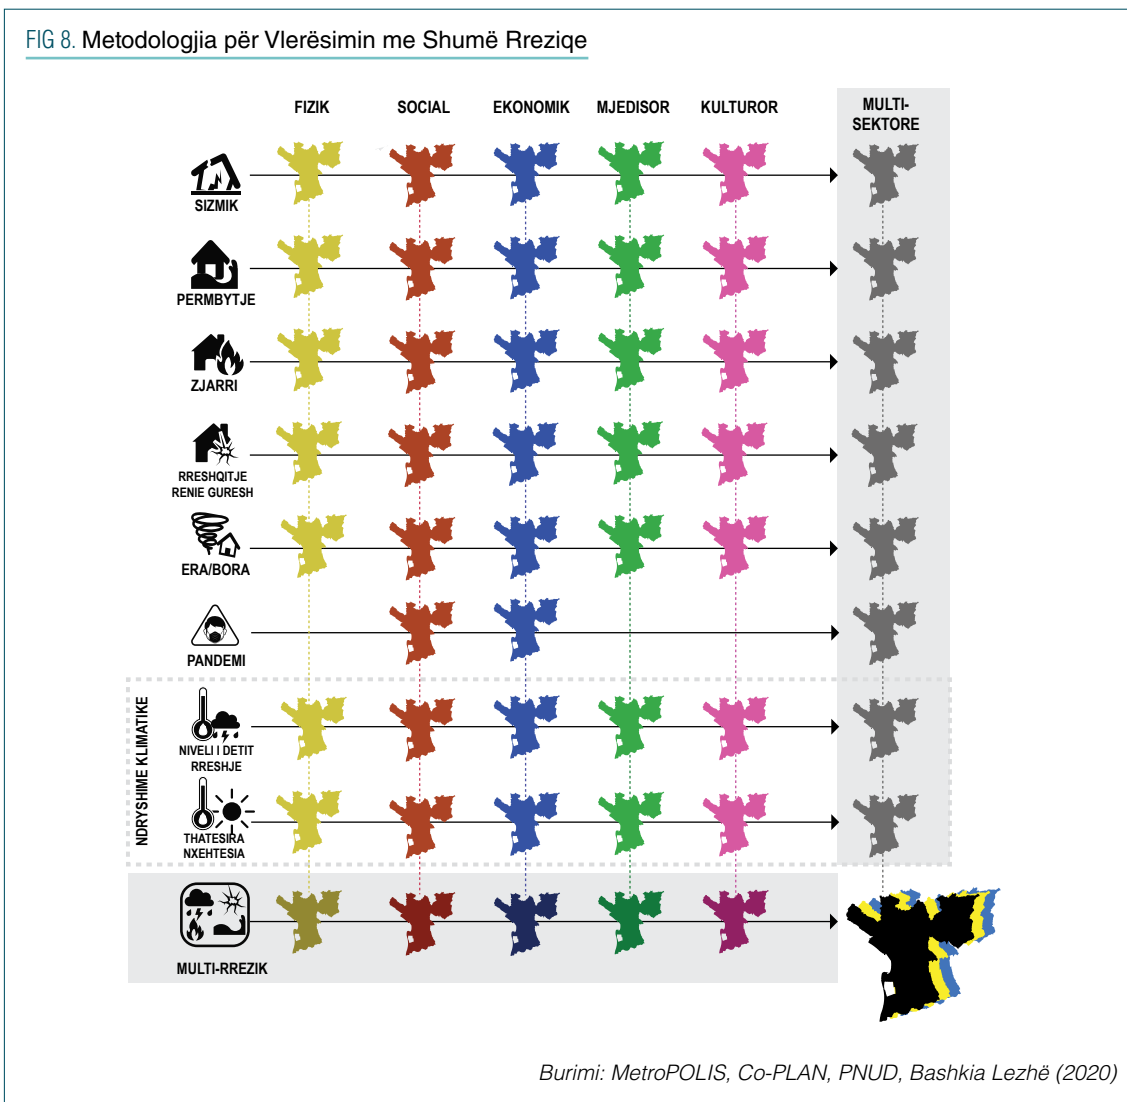 FIG 8. Metodologjia për Vlerësimin me Shumë Rreziqe
FIZIK SOCIAL EKONOMIK MJEDISOR KULTUROR MULTI-
SEKTORE
SIZMIK
PERMBYTJE
ZJARRI
RRESHQITJE
RENIE GURESH
ERA/BORA
PANDEMI
NDRYSHIME KLIMATIKE
NIVELI I DETIT
RRESHJE
THATESIRA
NXEHTESIA
MULTI-RREZIK
Burimi: MetroPOLIS, Co-PLAN, PNUD, Bashkia Lezhë (2020)